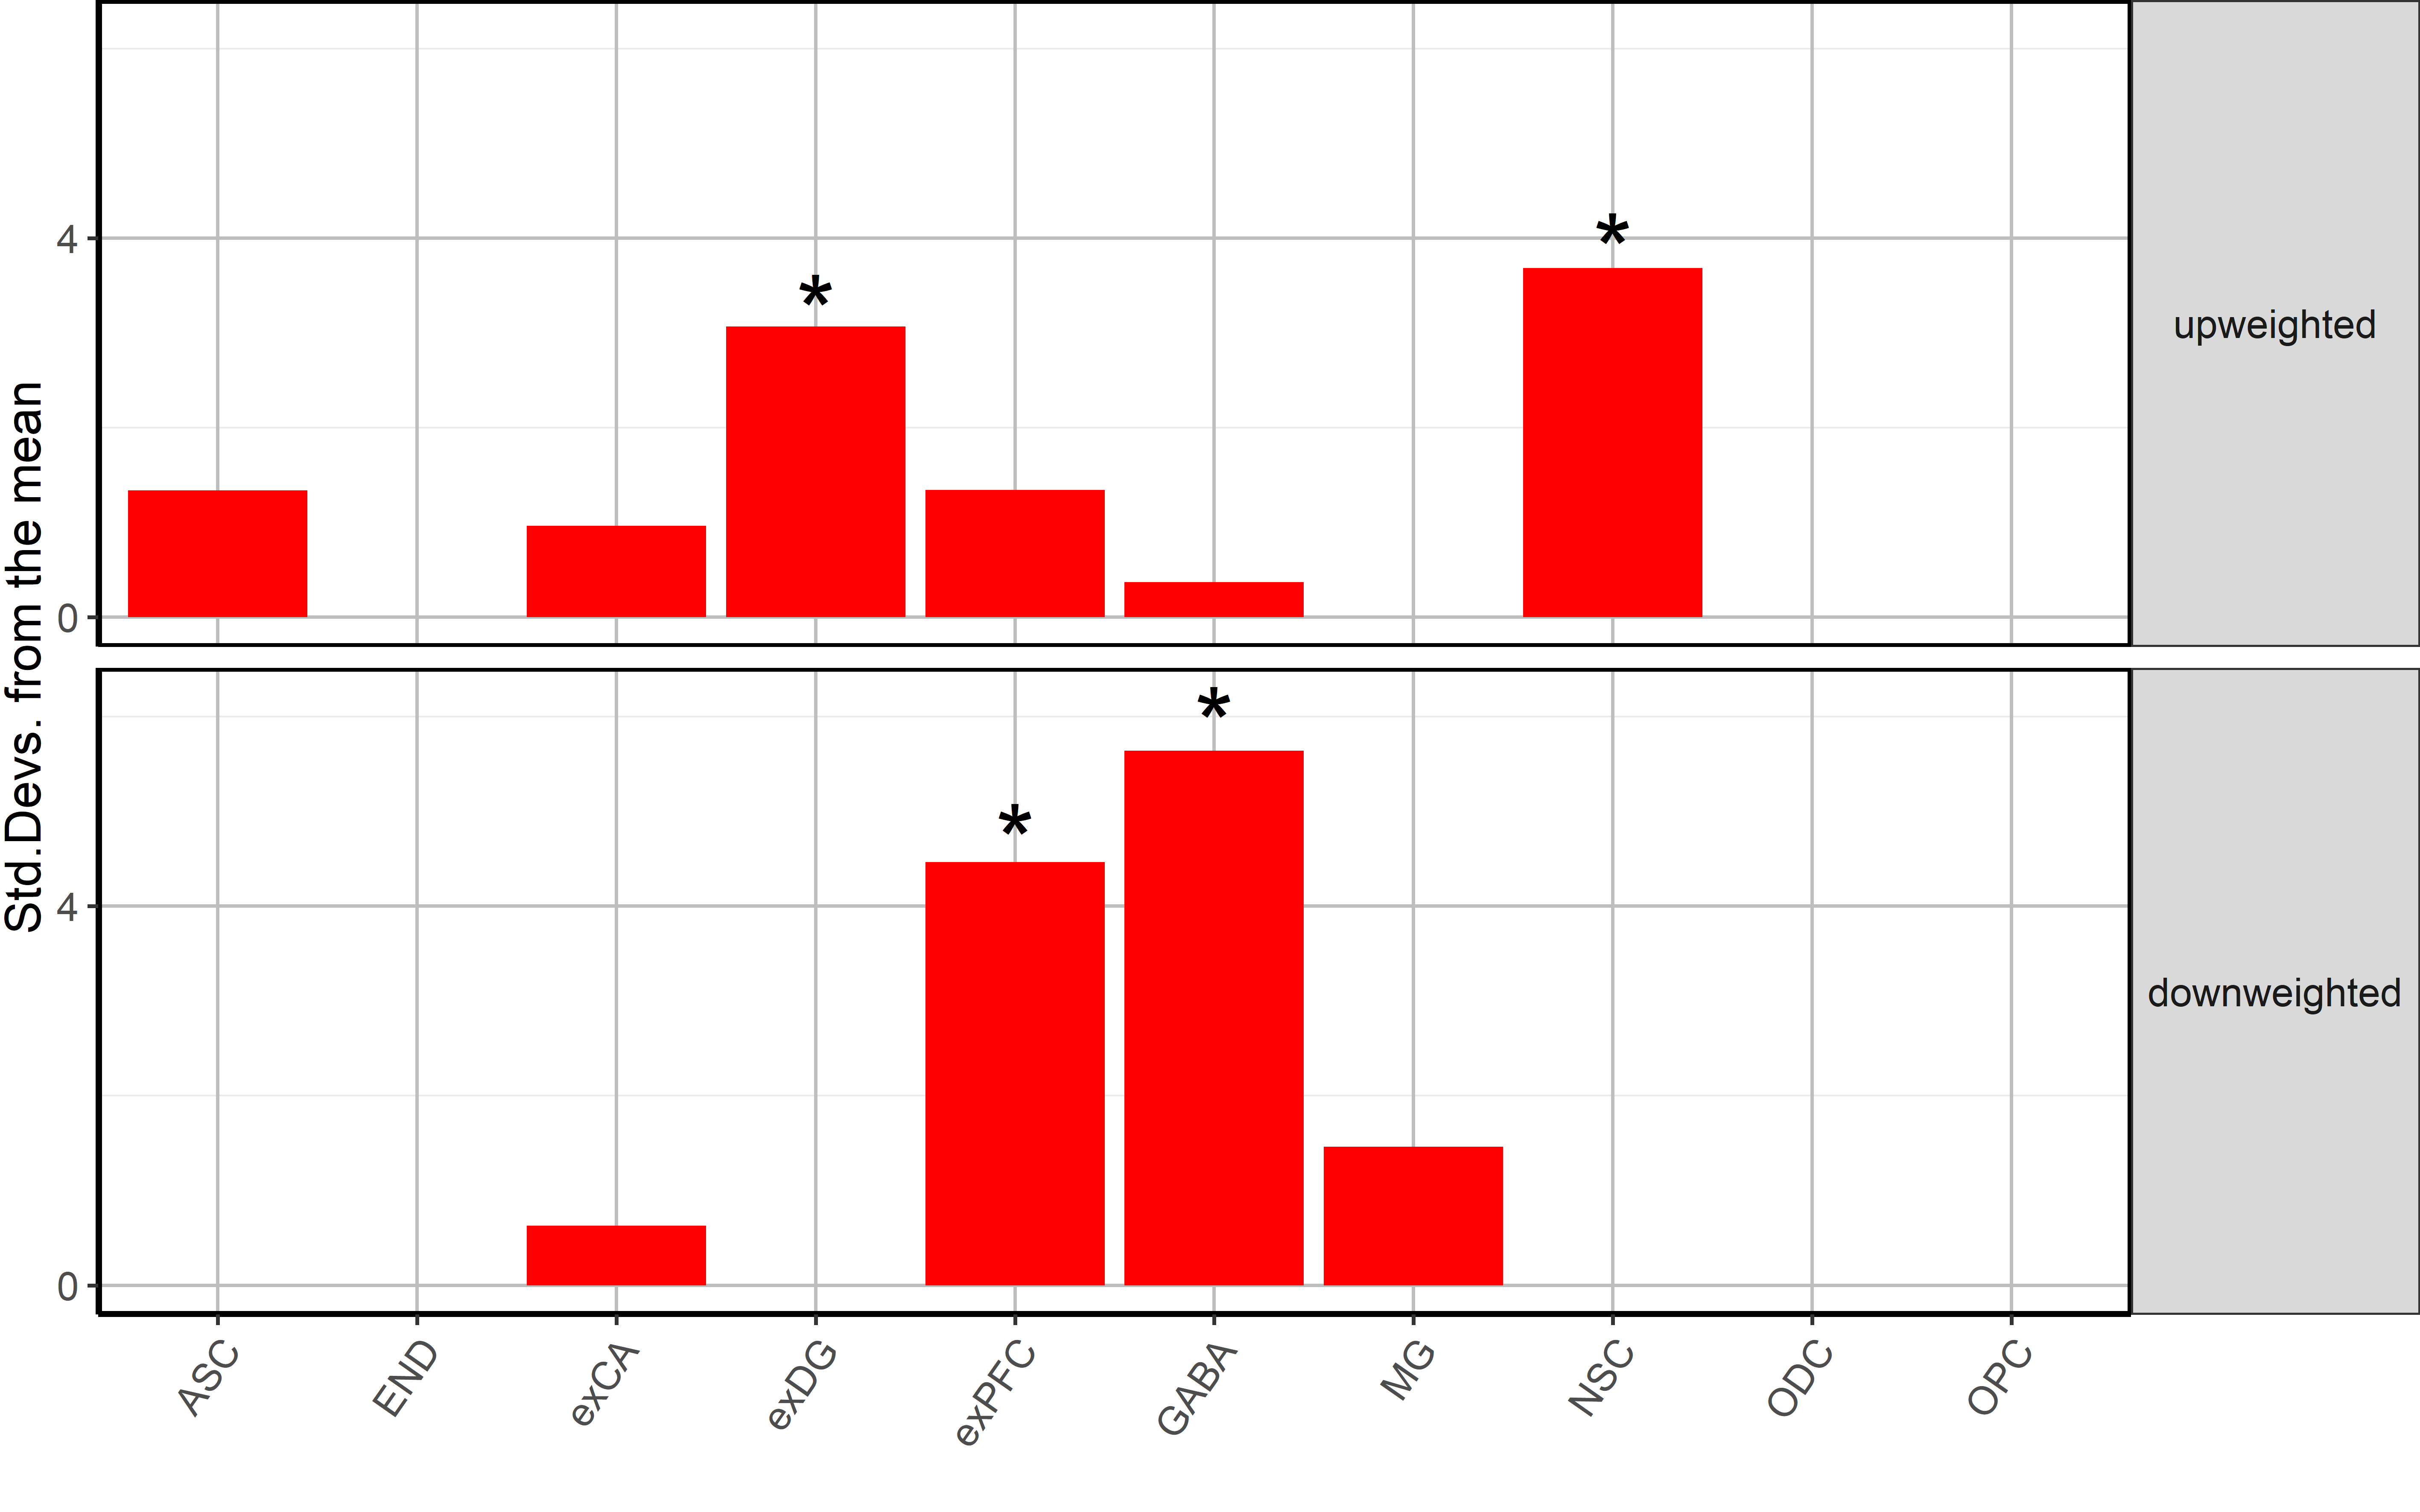 Std.Devs. from the mean
4
0
*
*
upweighted
4
0
*
*
downweighted
ASC
END
exCA
exDG
exPFC
GABA
MG
NSC
ODC
OPC